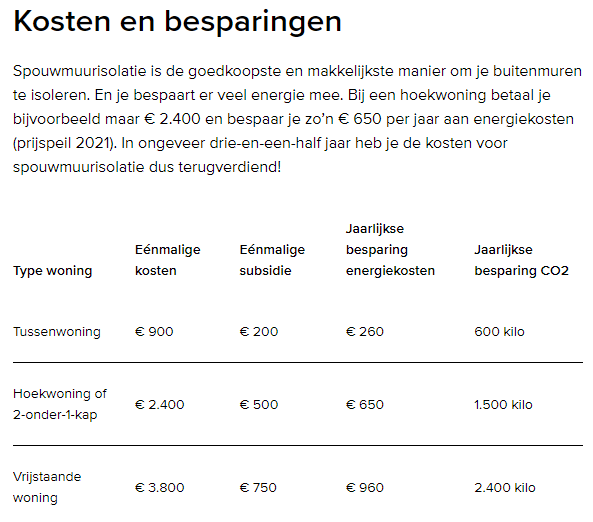 Kosten en besparingen
Spouwmuurisolatie is de goedkoopste en makkelijkste manier om je buitenmuren
te isoleren. En je bespaart er veel energie mee. Bij een hoekwoning betaal je
bijvoorbeeld maar € 2.400 en bespaar je zo’n € 650 per jaar aan energiekosten
(prijspeil 2021). In ongeveer drie-en-een-half jaar heb je de kosten voor
spouwmuurisolatie dus terugverdiend!
Type woning Eénmalige kosten Eénmalige subsidie Jaarlijkse besparing energiekosten Jaarlijkse besparing CO2
Tussenwoning € 900 € 200 € 260 600 kilo
Hoekwoning of 2-onder-1-kap € 2.400 € 500 € 650 1.500 kilo
Vrijstaande woning € 3.800 € 750 € 960 2.400 kilo